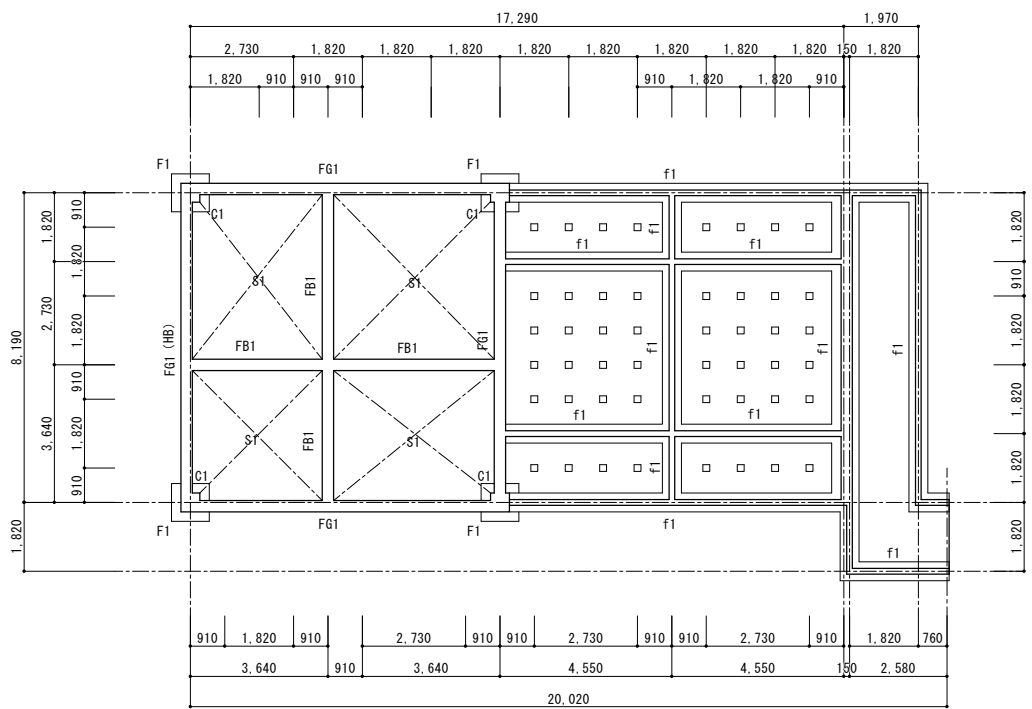 17,290 1,970
2,730 1,820 1,820 1,820 1,820 1,820 1,820 1,820 1,820 150 1,820
1,820 910 910 910 910 1,820 1,820 910
F1 FG1 F1 f1
C1 C1
f1 f1 f1
S1 FB1 S1
FB1 FB1 FG1
FG1 (HB)
f1 f1 f1
f1 f1
S1 FB1 S1
f1
C1 C1
F1 FG1 F1 f1
f1
8,190 1,820
1,820 2,730 3,640
910 1,820 1,820 910 1,820 910
1,820 910 1,820 1,820 1,820 1,820
910 1,820 910 2,730 910 910 2,730 910 910 2,730 910 1,820 760
3,640 910 3,640 4,550 4,550 150 2,580
20,020